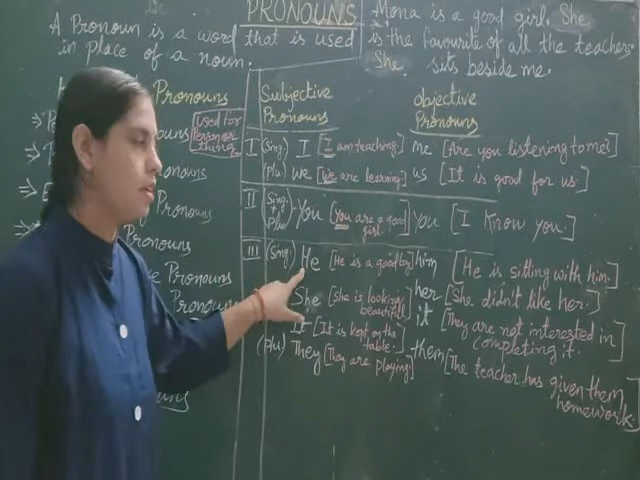 PRONOUNS
A Pronoun is a word that is used
in place of a noun.
Mona is a good girl. She
is the favourite of all the teachers
She sits beside me.
Pronouns
Used for
person or
thing
Pronouns
Pronouns
Pronouns
Pronouns
Pronouns
Subjective
Pronouns
objective
Pronouns
I (Sing) I [I am teaching.] me [Are you listening to me?]
(plu) we [we are learning] us [It is good for us.]
II (Sing + Plu) You [You are a good girl.] You [I know you.]
III (Sing) He [He is a good boy] him [He is sitting with him.]
She [She is looking beautifull] her [She didn't like her.]
It [It is kept on the table.] it [They are not interested in completing it.]
(plu) They [They are playing.] them [The teacher has given them homework.]